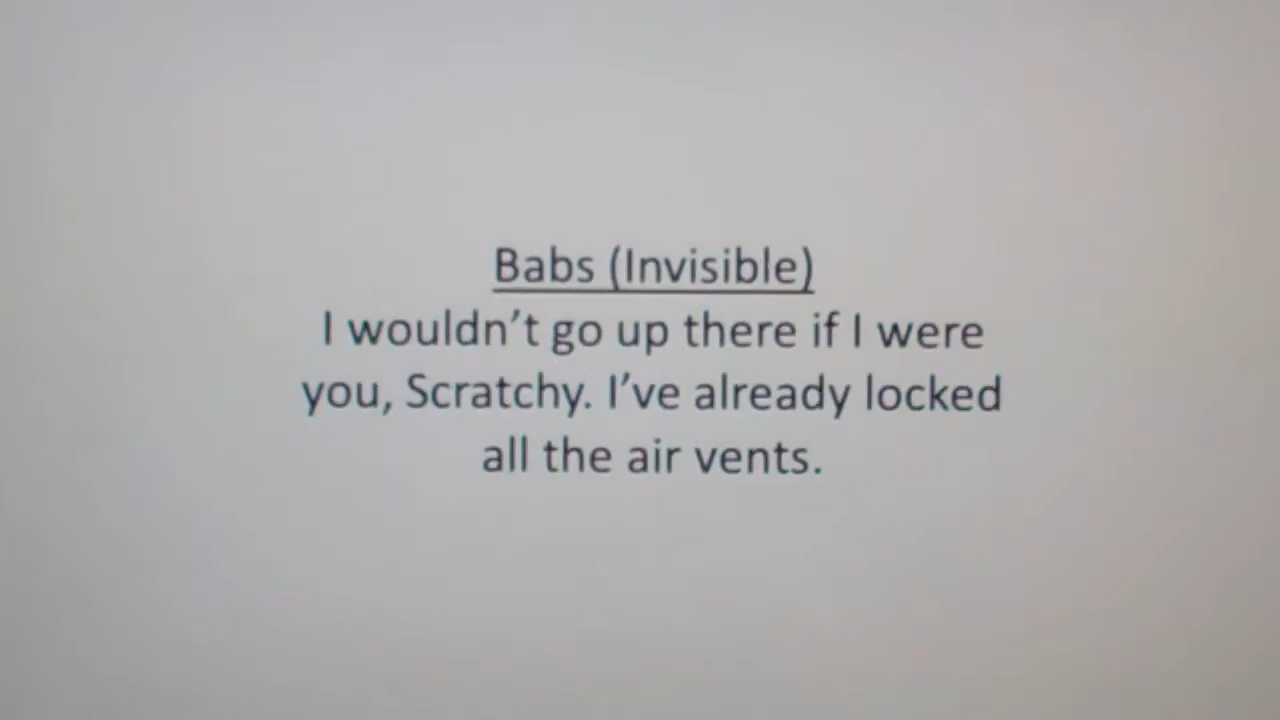 Babs (Invisible)
I wouldn’t go up there if I were
you, Scratchy. I’ve already locked
all the air vents.